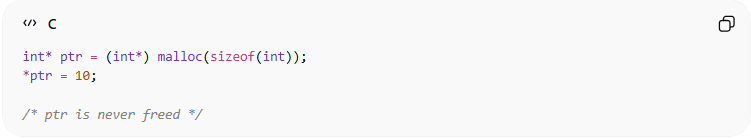 </> C
int* ptr = (int*) malloc(sizeof(int));
*ptr = 10;
/* ptr is never freed */